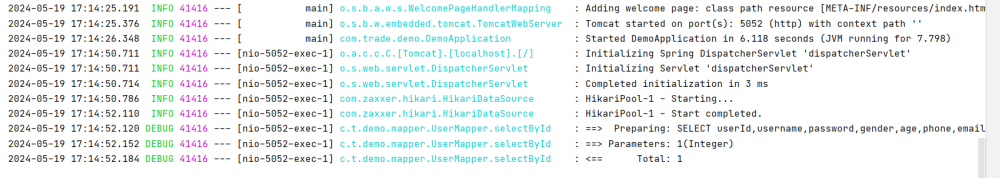 2024-05-19 17:14:25.191  INFO 41416 --- [           main] o.s.b.a.w.s.WelcomePageHandlerMapping    : Adding welcome page: class path resource [META-INF/resources/index.htm
2024-05-19 17:14:26.331  INFO 41416 --- [           main] o.s.b.w.embedded.tomcat.TomcatWebServer  : Tomcat started on port(s): 5052 (http) with context path ''
2024-05-19 17:14:26.348  INFO 41416 --- [           main] com.trade.demo.DemoApplication           : Started DemoApplication in 6.118 seconds (JVM running for 7.798)
2024-05-19 17:14:50.711  INFO 41416 --- [nio-5052-exec-1] o.a.c.c.C.[Tomcat].[localhost].[/]       : Initializing Spring DispatcherServlet 'dispatcherServlet'
2024-05-19 17:14:50.711  INFO 41416 --- [nio-5052-exec-1] o.s.web.servlet.DispatcherServlet        : Initializing Servlet 'dispatcherServlet'
2024-05-19 17:14:50.714  INFO 41416 --- [nio-5052-exec-1] o.s.web.servlet.DispatcherServlet        : Completed initialization in 3 ms
2024-05-19 17:14:50.786  INFO 41416 --- [nio-5052-exec-1] com.zaxxer.hikari.HikariDataSource       : HikariPool-1 - Starting...
2024-05-19 17:14:52.110  INFO 41416 --- [nio-5052-exec-1] com.zaxxer.hikari.HikariDataSource       : HikariPool-1 - Start completed.
2024-05-19 17:14:52.120 DEBUG 41416 --- [nio-5052-exec-1] c.t.demo.mapper.UserMapper.selectById    : ==>  Preparing: SELECT userId,username,password,gender,age,phone,email
2024-05-19 17:14:52.152 DEBUG 41416 --- [nio-5052-exec-1] c.t.demo.mapper.UserMapper.selectById    : ==> Parameters: 1(Integer)
2024-05-19 17:14:52.184 DEBUG 41416 --- [nio-5052-exec-1] c.t.demo.mapper.UserMapper.selectById    : <==      Total: 1